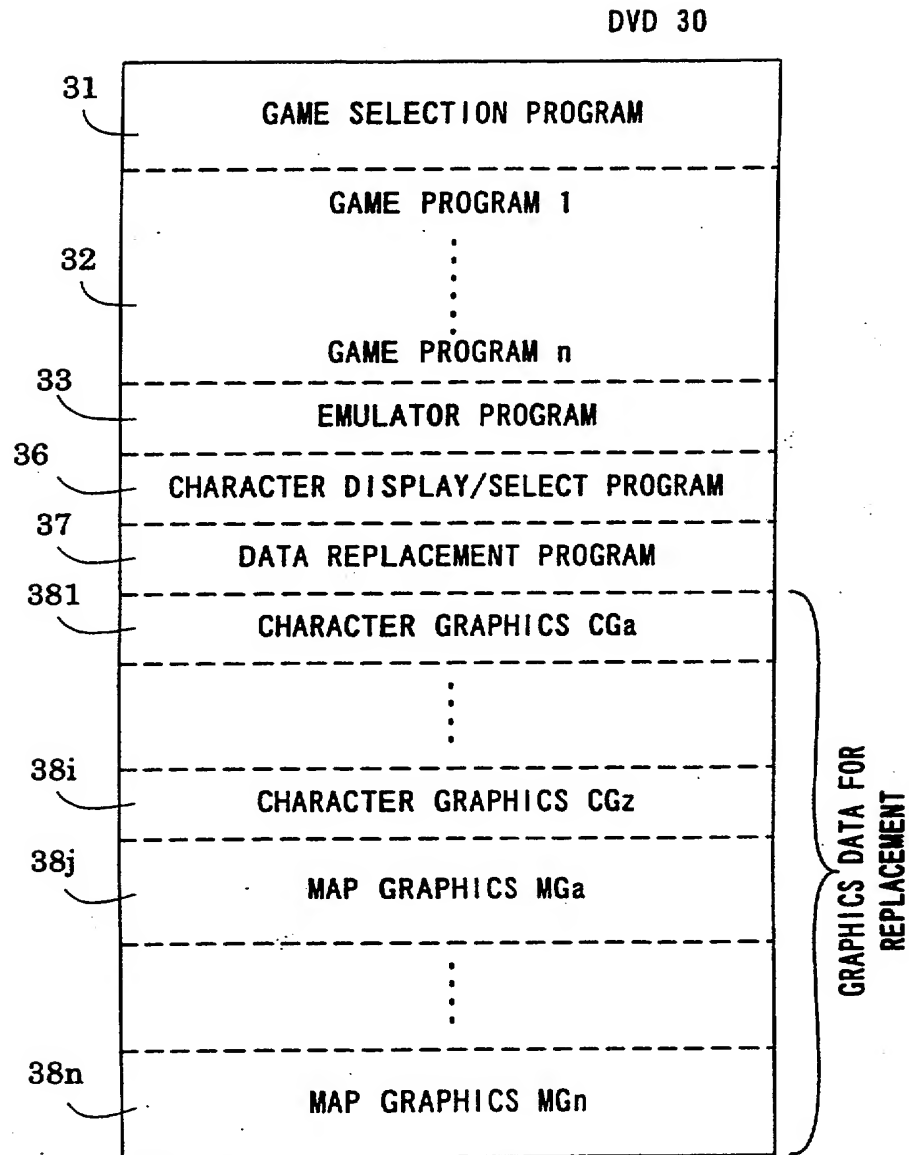 DVD 30
31
GAME SELECTION PROGRAM
GAME PROGRAM 1
32
GAME PROGRAM n
33
EMULATOR PROGRAM
36
CHARACTER DISPLAY/SELECT PROGRAM
37
DATA REPLACEMENT PROGRAM
381
CHARACTER GRAPHICS CGa
38i
CHARACTER GRAPHICS CGz
38j
MAP GRAPHICS MGa
38n
MAP GRAPHICS MGn
GRAPHICS DATA FOR
REPLACEMENT